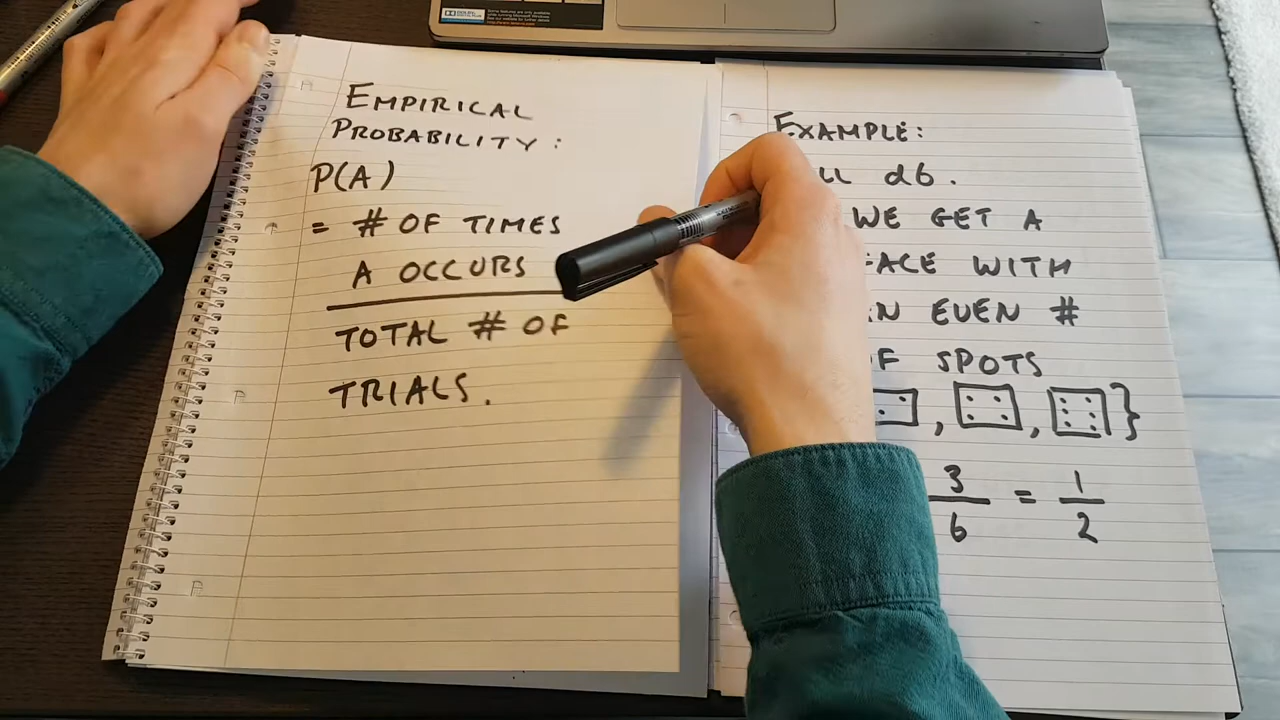 EMPIRICAL
PROBABILITY:
P(A)
= # OF TIMES
A OCCURS
TOTAL # OF
TRIALS.
EXAMPLE:
LL d6.
WE GET A
FACE WITH
N EVEN #
F SPOTS
, , }
3 = 1
6 2